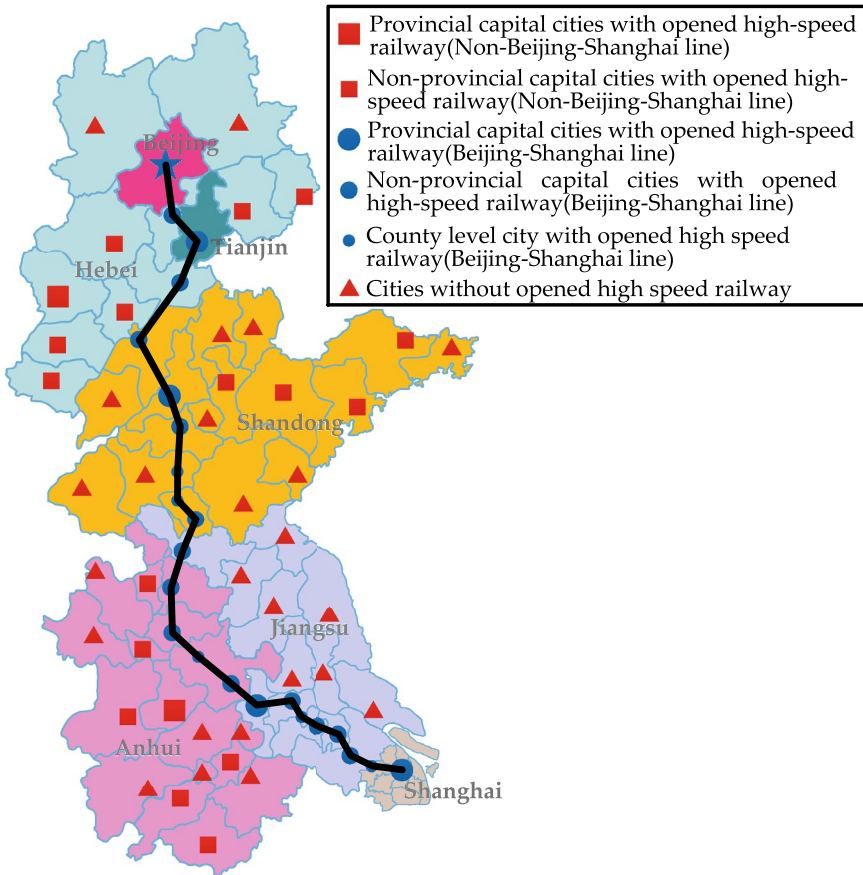 Provincial capital cities with opened high-speed
railway(Non-Beijing-Shanghai line)
Non-provincial capital cities with opened high-
speed railway(Non-Beijing-Shanghai line)
Provincial capital cities with opened high-speed
railway(Beijing-Shanghai line)
Non-provincial capital cities with opened
high-speed railway(Beijing-Shanghai line)
County level city with opened high speed
railway(Beijing-Shanghai line)
Cities without opened high speed railway
Beijing
Tianjin
Hebei
Shandong
Jiangsu
Anhui
Shanghai